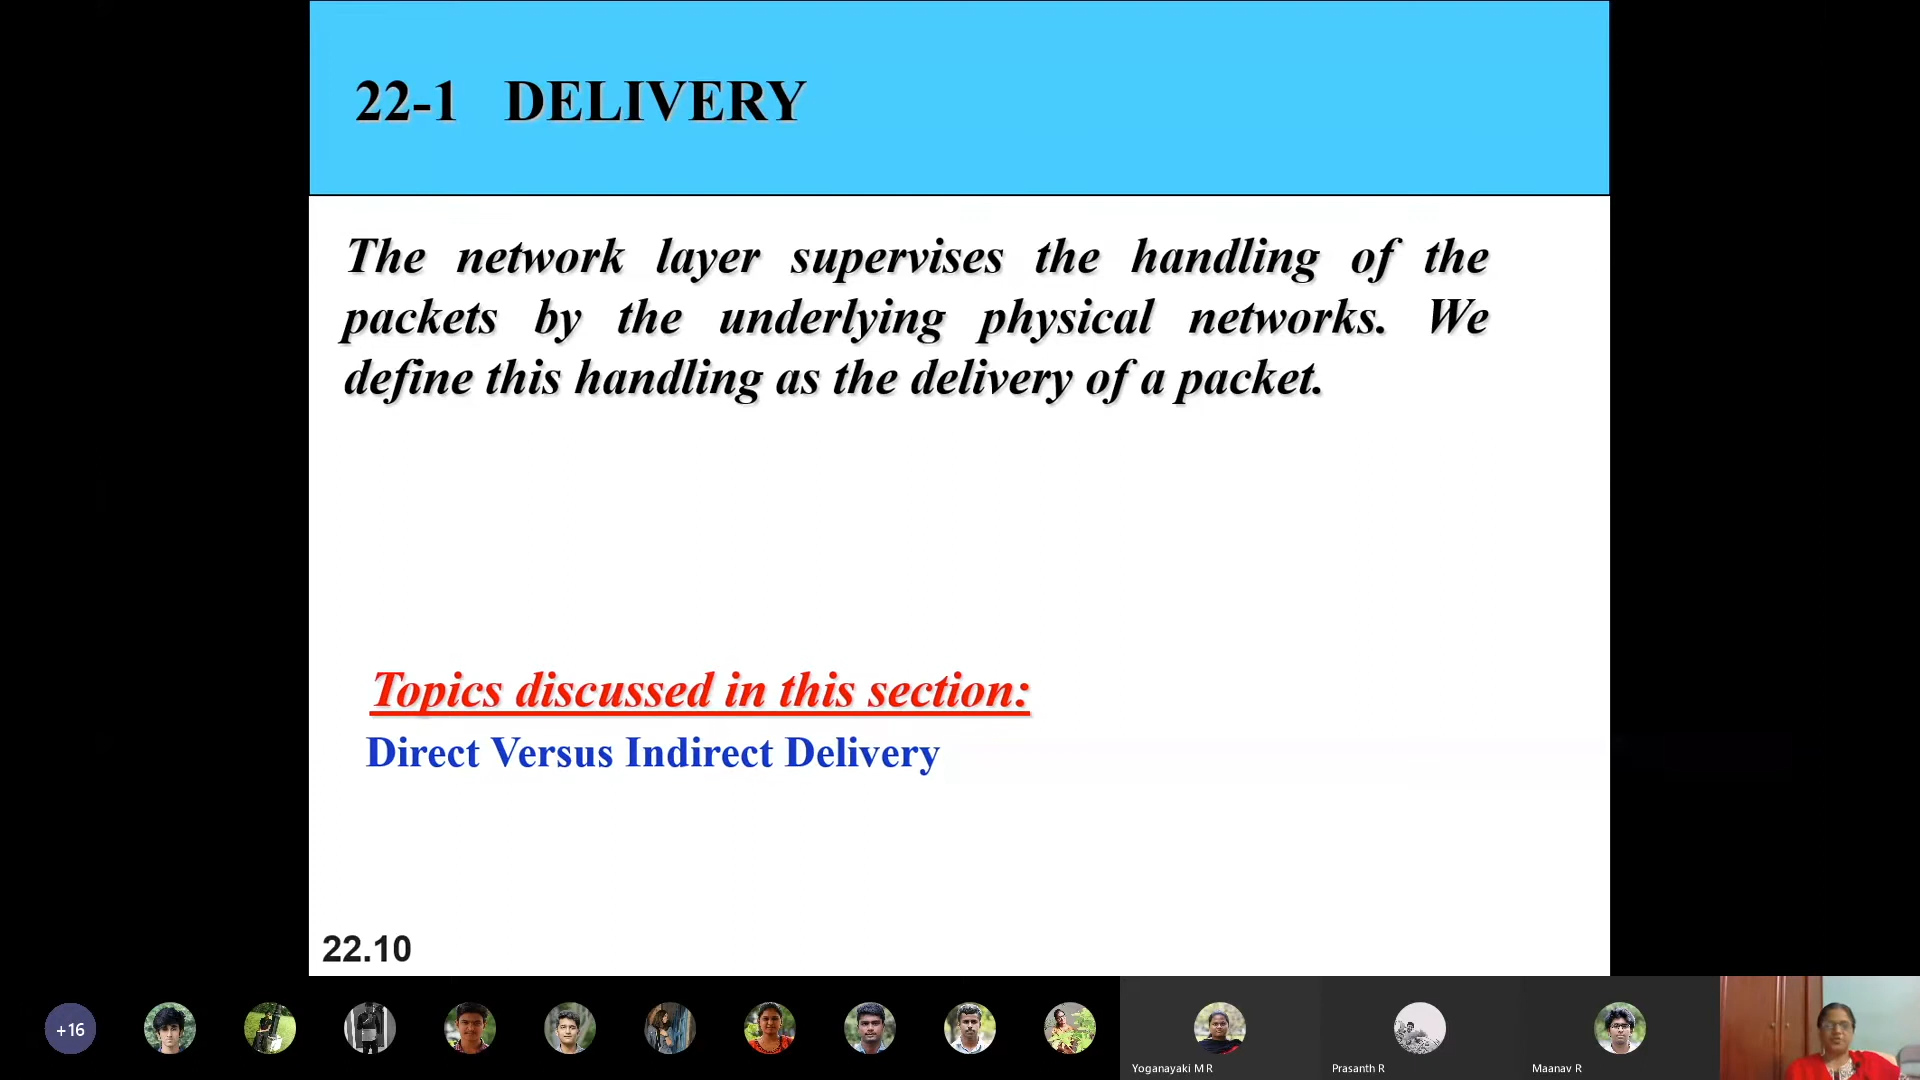 22-1 DELIVERY
The network layer supervises the handling of the
packets by the underlying physical networks. We
define this handling as the delivery of a packet.
Topics discussed in this section:
Direct Versus Indirect Delivery
22.10
+16
Yoganayaki M R
Prasanth R
Maanav R